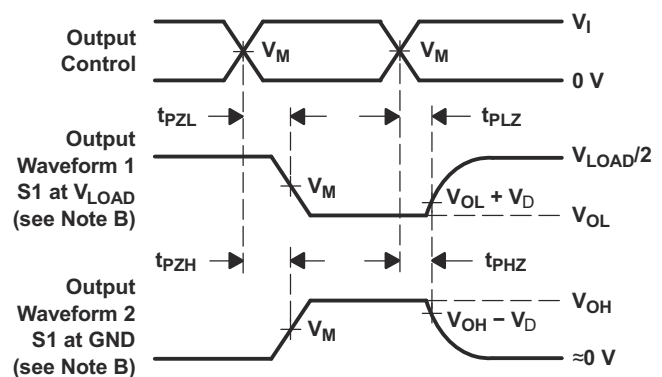 Output
Control
V_M
V_M
V_I
0 V
t_PZL
t_PLZ
Output
Waveform 1
S1 at V_LOAD
(see Note B)
V_M
V_LOAD/2
V_OL + V_D
V_OL
t_PZH
t_PHZ
Output
Waveform 2
S1 at GND
(see Note B)
V_M
V_OH
V_OH − V_D
≈0 V